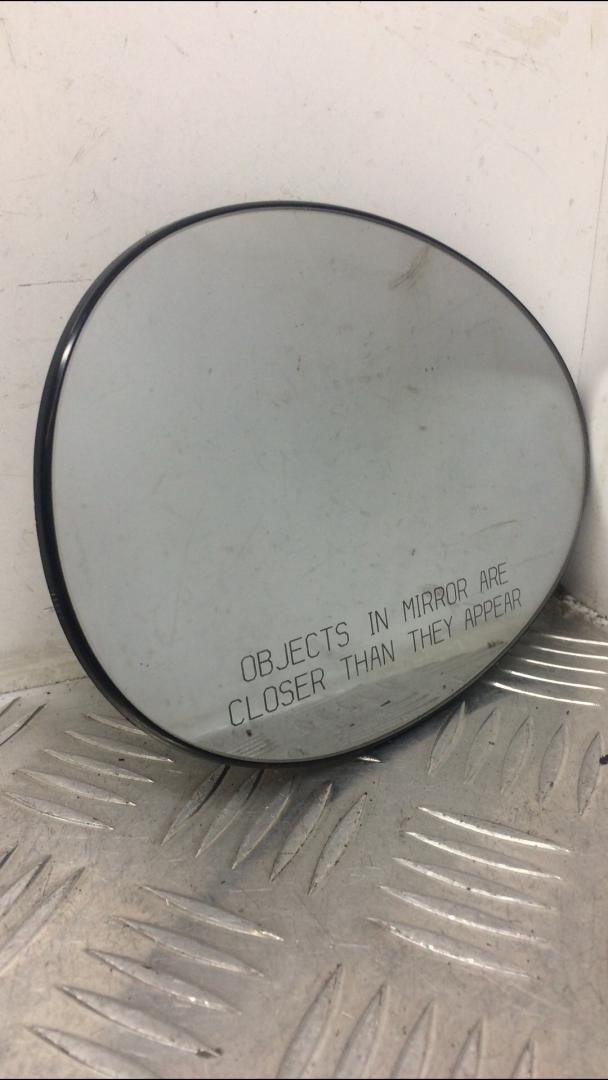 OBJECTS IN MIRROR ARE
CLOSER THAN THEY APPEAR